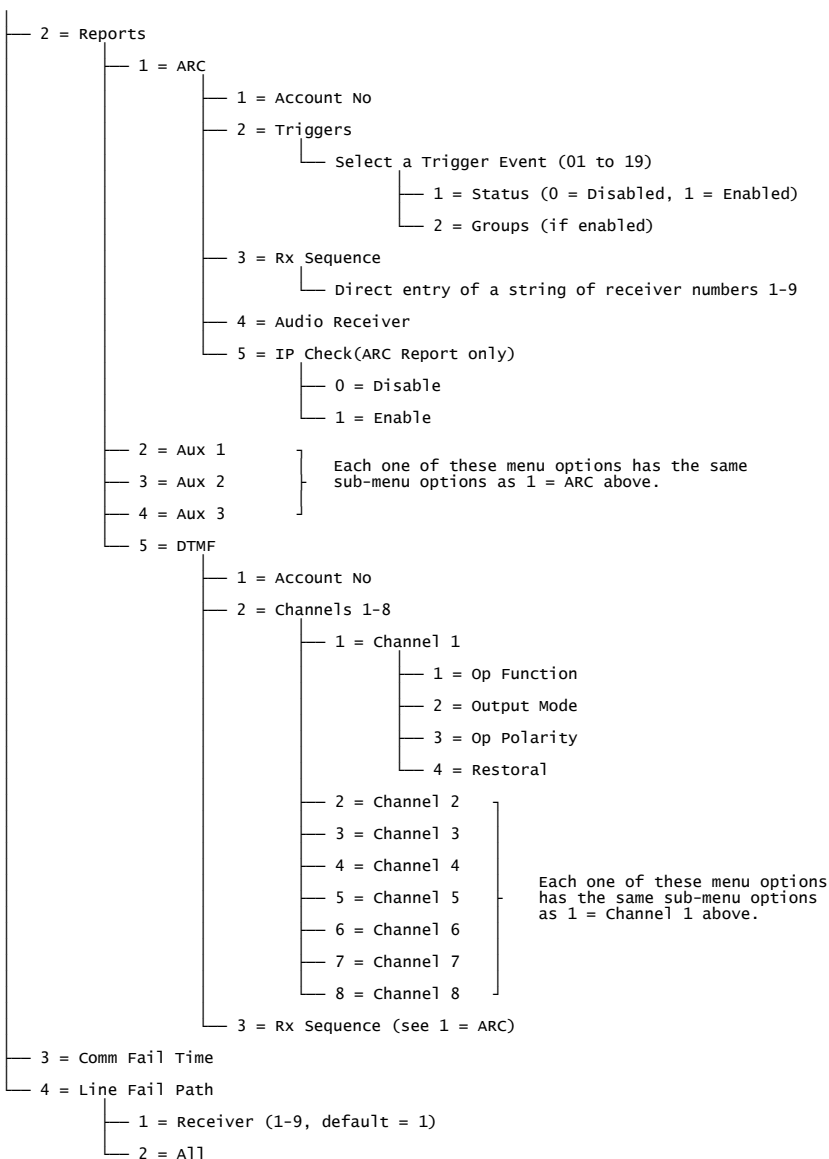 2 = Reports
1 = ARC
1 = Account No
2 = Triggers
Select a Trigger Event (01 to 19)
1 = Status (0 = Disabled, 1 = Enabled)
2 = Groups (if enabled)
3 = Rx Sequence
Direct entry of a string of receiver numbers 1-9
4 = Audio Receiver
5 = IP Check(ARC Report only)
0 = Disable
1 = Enable
2 = Aux 1
3 = Aux 2
4 = Aux 3
Each one of these menu options has the same
sub-menu options as 1 = ARC above.
5 = DTMF
1 = Account No
2 = Channels 1-8
1 = Channel 1
1 = Op Function
2 = Output Mode
3 = Op Polarity
4 = Restoral
2 = Channel 2
3 = Channel 3
4 = Channel 4
5 = Channel 5
6 = Channel 6
7 = Channel 7
8 = Channel 8
Each one of these menu options
has the same sub-menu options
as 1 = Channel 1 above.
3 = Rx Sequence (see 1 = ARC)
3 = Comm Fail Time
4 = Line Fail Path
1 = Receiver (1-9, default = 1)
2 = All